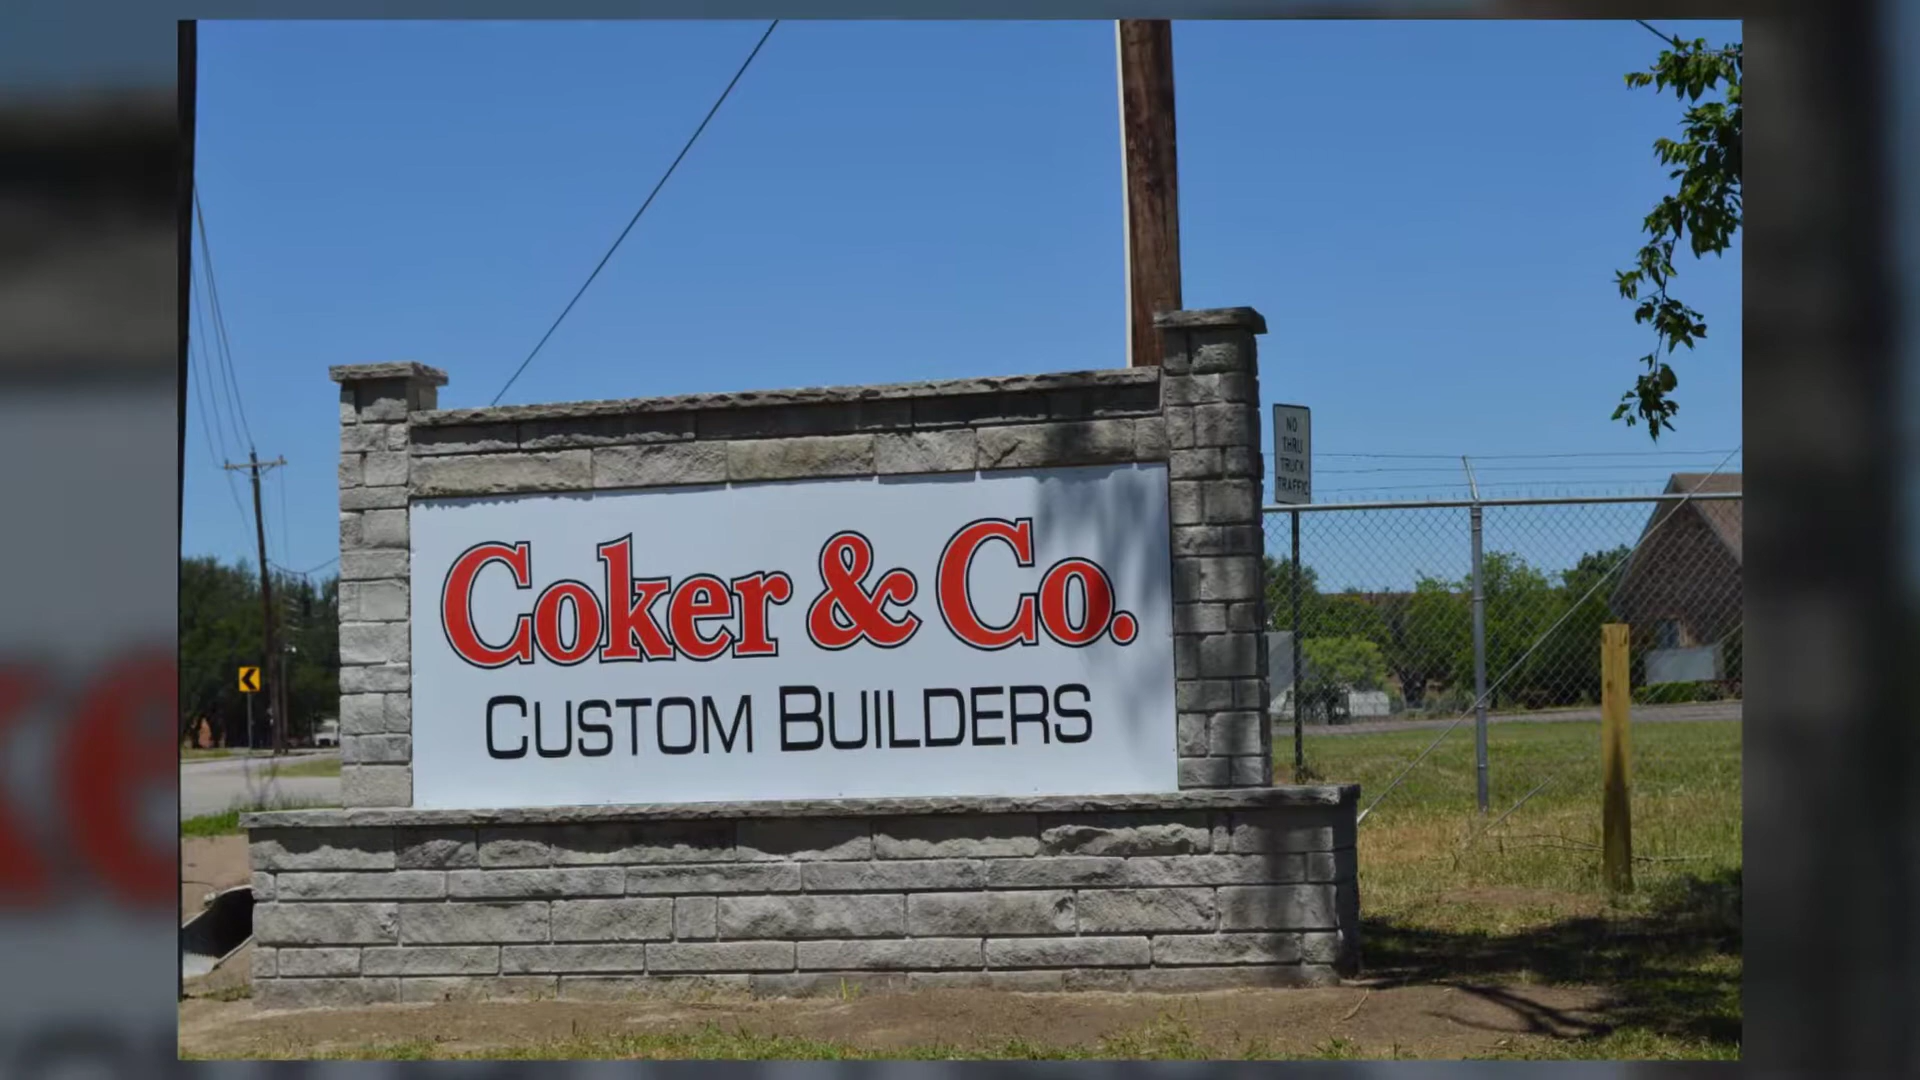 Coker & Co.
CUSTOM BUILDERS
NO
THRU
TRUCK
TRAFFIC